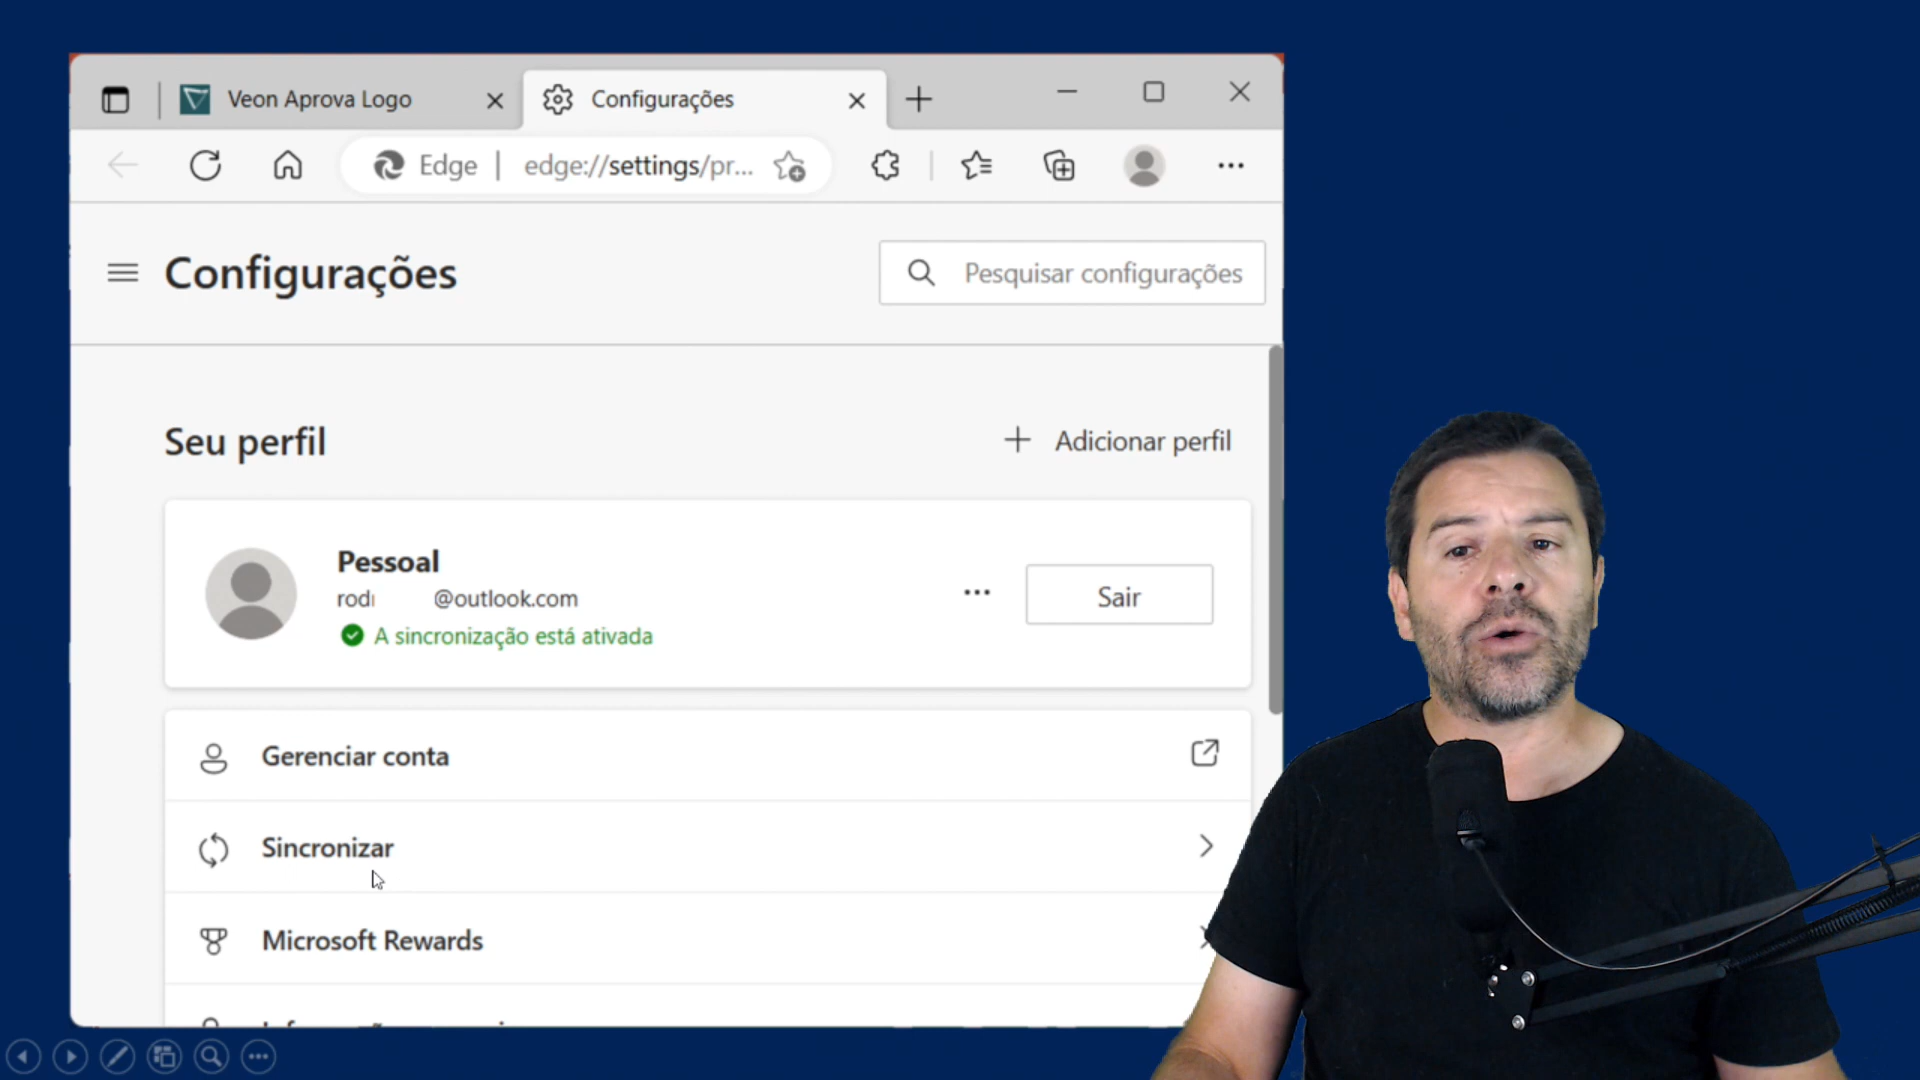 Veon Aprova Logo
Configurações
Edge
edge://settings/pr...
Configurações
Pesquisar configurações
Seu perfil
Adicionar perfil
Pessoal
rodr @outlook.com
Sair
A sincronização está ativada
Gerenciar conta
Sincronizar
Microsoft Rewards